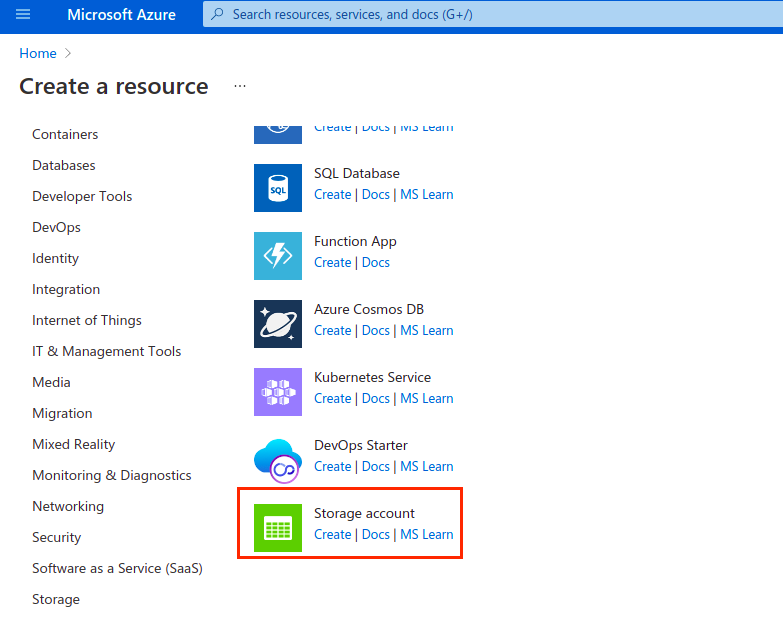 Microsoft Azure
Search resources, services, and docs (G+/)
Home >
Create a resource ...
Containers
Databases
Developer Tools
DevOps
Identity
Integration
Internet of Things
IT & Management Tools
Media
Migration
Mixed Reality
Monitoring & Diagnostics
Networking
Security
Software as a Service (SaaS)
Storage
Create | Docs | MS Learn
SQL
SQL Database
Create | Docs | MS Learn
Function App
Create | Docs
Azure Cosmos DB
Create | Docs | MS Learn
Kubernetes Service
Create | Docs | MS Learn
DevOps Starter
Create | Docs | MS Learn
Storage account
Create | Docs | MS Learn